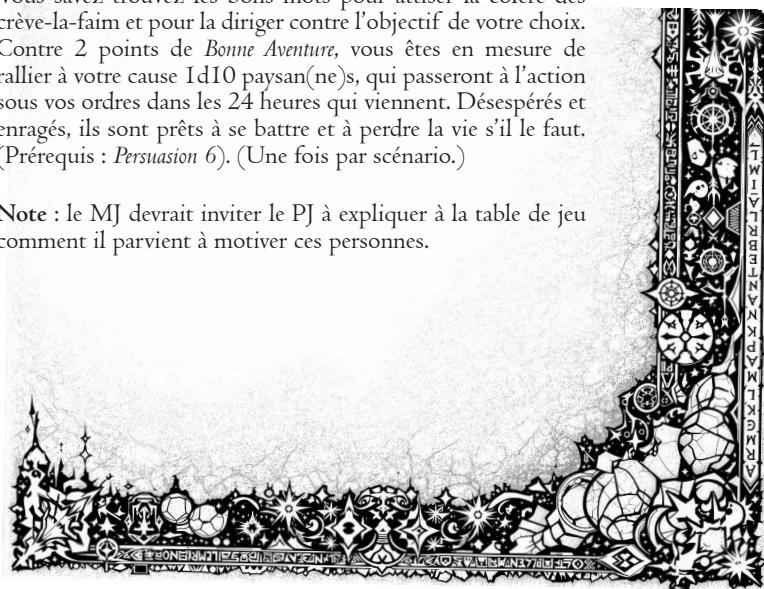 Vous savez trouvez les bons mots pour attiser la colère des
crève-la-faim et pour la diriger contre l'objectif de votre choix.
Contre 2 points de Bonne Aventure, vous êtes en mesure de
rallier à votre cause 1d10 paysan(ne)s, qui passeront à l'action
sous vos ordres dans les 24 heures qui viennent. Désespérés et
enragés, ils sont prêts à se battre et à perdre la vie s'il le faut.
(Prérequis : Persuasion 6). (Une fois par scénario.)
Note : le MJ devrait inviter le PJ à expliquer à la table de jeu
comment il parvient à motiver ces personnes.